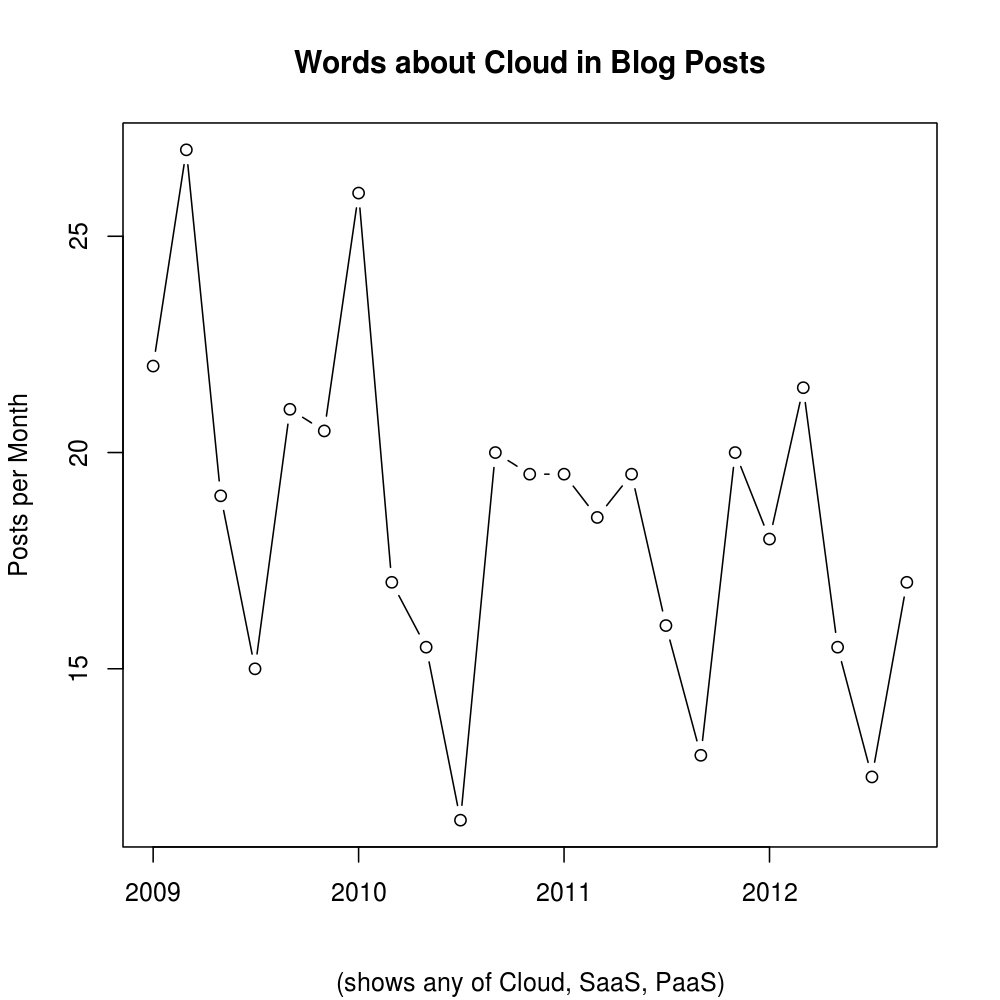 Words about Cloud in Blog Posts
Posts per Month
25
20
15
2009 2010 2011 2012
(shows any of Cloud, SaaS, PaaS)